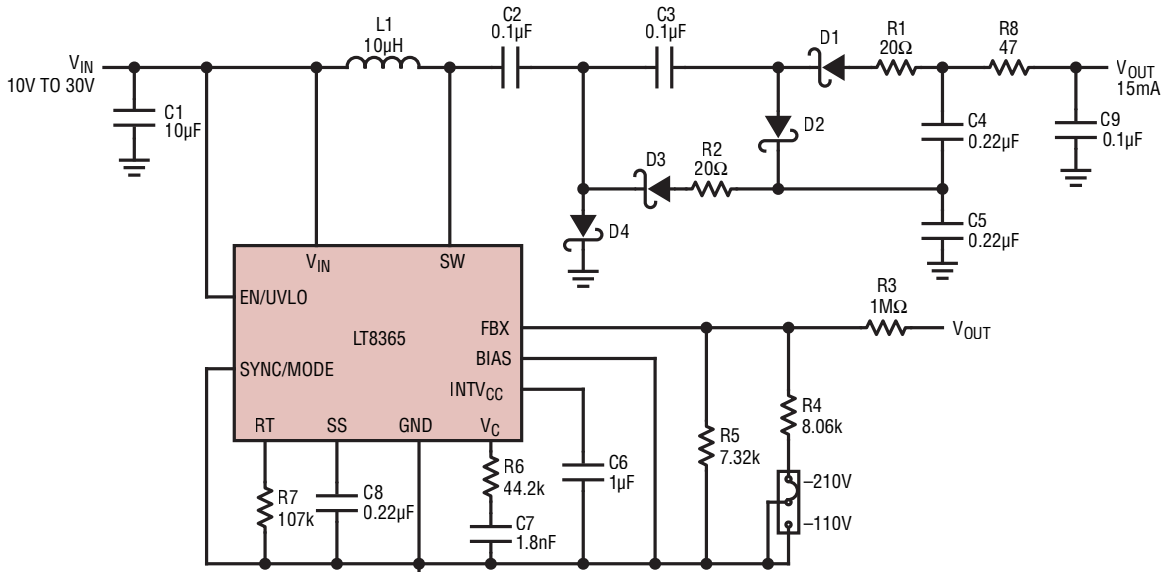 VIN
10V TO 30V
C1
10µF
L1
10µH
C2
0.1µF
C3
0.1µF
D1
R1
20Ω
R8
47
VOUT
15mA
D2
C4
0.22µF
C9
0.1µF
D3
R2
20Ω
D4
C5
0.22µF
VIN
SW
EN/UVLO
LT8365
FBX
SYNC/MODE
BIAS
INTVCC
RT
SS
GND
VC
R3
1MΩ
VOUT
R4
8.06k
R5
7.32k
R6
44.2k
C6
1µF
–210V
–110V
R7
107k
C8
0.22µF
C7
1.8nF